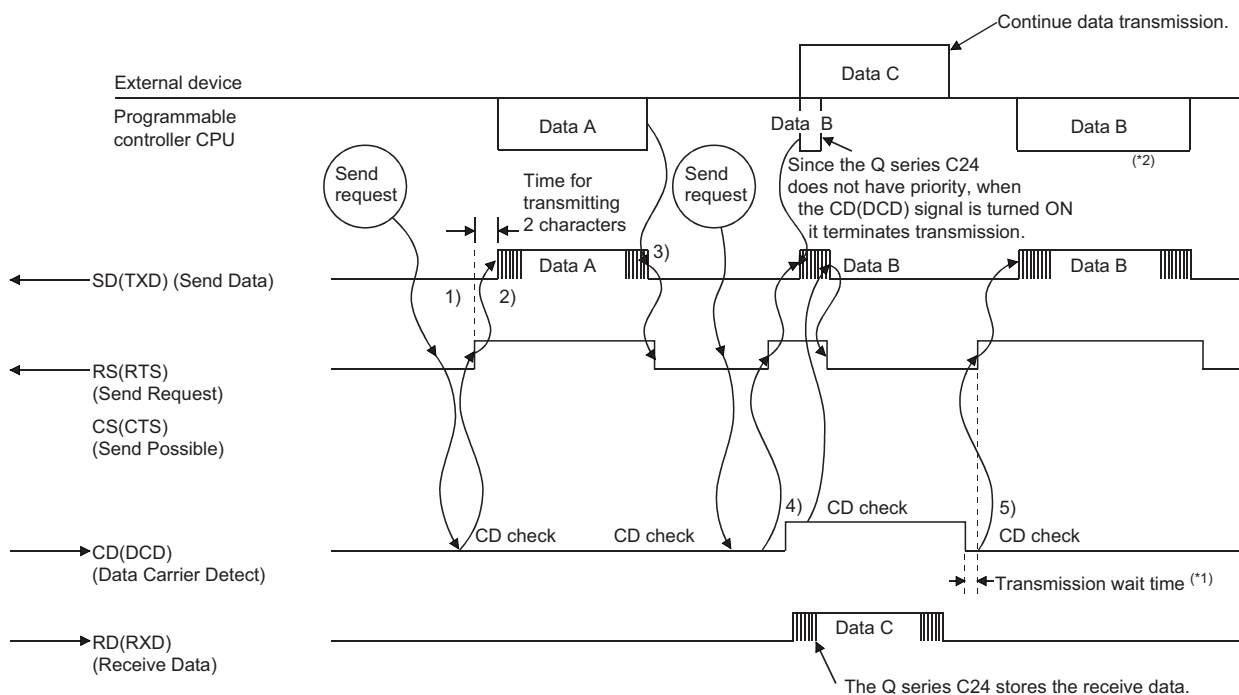 Continue data transmission.
Data C
External device
Programmable
controller CPU
Data A
Data B
Data B
(*2)
Send
request
Time for
transmitting
2 characters
Send
request
Since the Q series C24
does not have priority, when
the CD(DCD) signal is turned ON
it terminates transmission.
SD(TXD) (Send Data)
1)
2)
Data A
3)
Data B
Data B
RS(RTS)
(Send Request)
CS(CTS)
(Send Possible)
CD check
CD check
4)
CD check
5)
CD check
CD(DCD)
(Data Carrier Detect)
Transmission wait time (*1)
RD(RXD)
(Receive Data)
Data C
The Q series C24 stores the receive data.